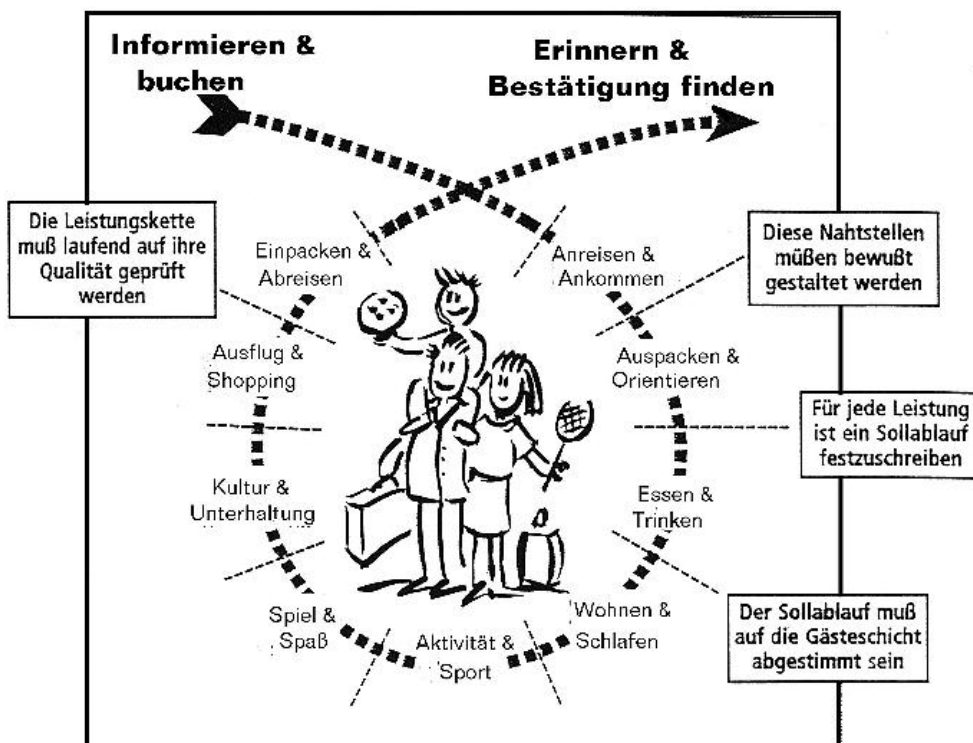 Informieren &
buchen
Erinnern &
Bestätigung finden
Die Leistungskette
muß laufend auf ihre
Qualität geprüft
werden
Einpacken &
Abreisen
Anreisen &
Ankommen
Diese Nahtstellen
müßen bewußt
gestaltet werden
Ausflug &
Shopping
Auspacken &
Orientieren
Für jede Leistung
ist ein Sollablauf
festzuschreiben
Kultur &
Unterhaltung
Essen &
Trinken
Spiel &
Spaß
Aktivität &
Sport
Wohnen &
Schlafen
Der Sollablauf muß
auf die Gästeschicht
abgestimmt sein